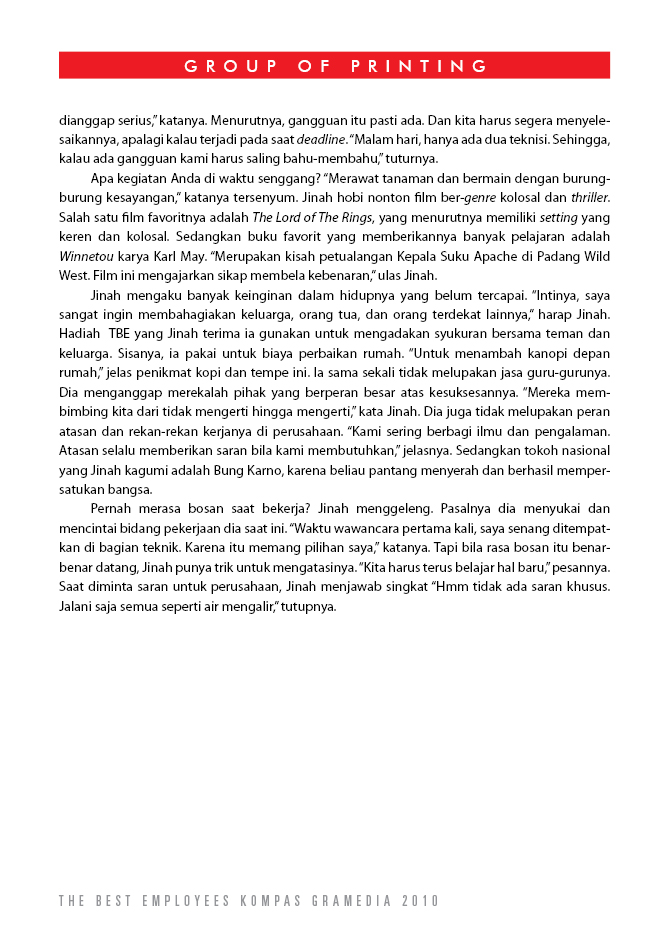 GROUP OF PRINTING
dianggap serius,” katanya. Menurutnya, gangguan itu pasti ada. Dan kita harus segera menyele-
saikannya, apalagi kalau terjadi pada saat deadline. “Malam hari, hanya ada dua teknisi. Sehingga,
kalau ada gangguan kami harus saling bahu-membahu,” tuturnya.
Apa kegiatan Anda di waktu senggang? “Merawat tanaman dan bermain dengan burung-
burung kesayangan,” katanya tersenyum. Jinah hobi nonton film ber-genre kolosal dan thriller.
Salah satu film favoritnya adalah The Lord of The Rings, yang menurutnya memiliki setting yang
keren dan kolosal. Sedangkan buku favorit yang memberikannya banyak pelajaran adalah
Winnetou karya Karl May. “Merupakan kisah petualangan Kepala Suku Apache di Padang Wild
West. Film ini mengajarkan sikap membela kebenaran,” ulas Jinah.
Jinah mengaku banyak keinginan dalam hidupnya yang belum tercapai. “Intinya, saya
sangat ingin membahagiakan keluarga, orang tua, dan orang terdekat lainnya,” harap Jinah.
Hadiah TBE yang Jinah terima ia gunakan untuk mengadakan syukuran bersama teman dan
keluarga. Sisanya, ia pakai untuk biaya perbaikan rumah. “Untuk menambah kanopi depan
rumah,” jelas penikmat kopi dan tempe ini. Ia sama sekali tidak melupakan jasa guru-gurunya.
Dia menganggap merekalah pihak yang berperan besar atas kesuksesannya. “Mereka mem-
bimbing kita dari tidak mengerti hingga mengerti,” kata Jinah. Dia juga tidak melupakan peran
atasan dan rekan-rekan kerjanya di perusahaan. “Kami sering berbagi ilmu dan pengalaman.
Atasan selalu memberikan saran bila kami membutuhkan,” jelasnya. Sedangkan tokoh nasional
yang Jinah kagumi adalah Bung Karno, karena beliau pantang menyerah dan berhasil memper-
satukan bangsa.
Pernah merasa bosan saat bekerja? Jinah menggeleng. Pasalnya dia menyukai dan
mencintai bidang pekerjaan dia saat ini. “Waktu wawancara pertama kali, saya senang ditempat-
kan di bagian teknik. Karena itu memang pilihan saya,” katanya. Tapi bila rasa bosan itu benar-
benar datang, Jinah punya trik untuk mengatasinya. “Kita harus terus belajar hal baru,” pesannya.
Saat diminta saran untuk perusahaan, Jinah menjawab singkat “Hmm tidak ada saran khusus.
Jalani saja semua seperti air mengalir,” tutupnya.
THE BEST EMPLOYEES KOMPAS GRAMEDIA 2010